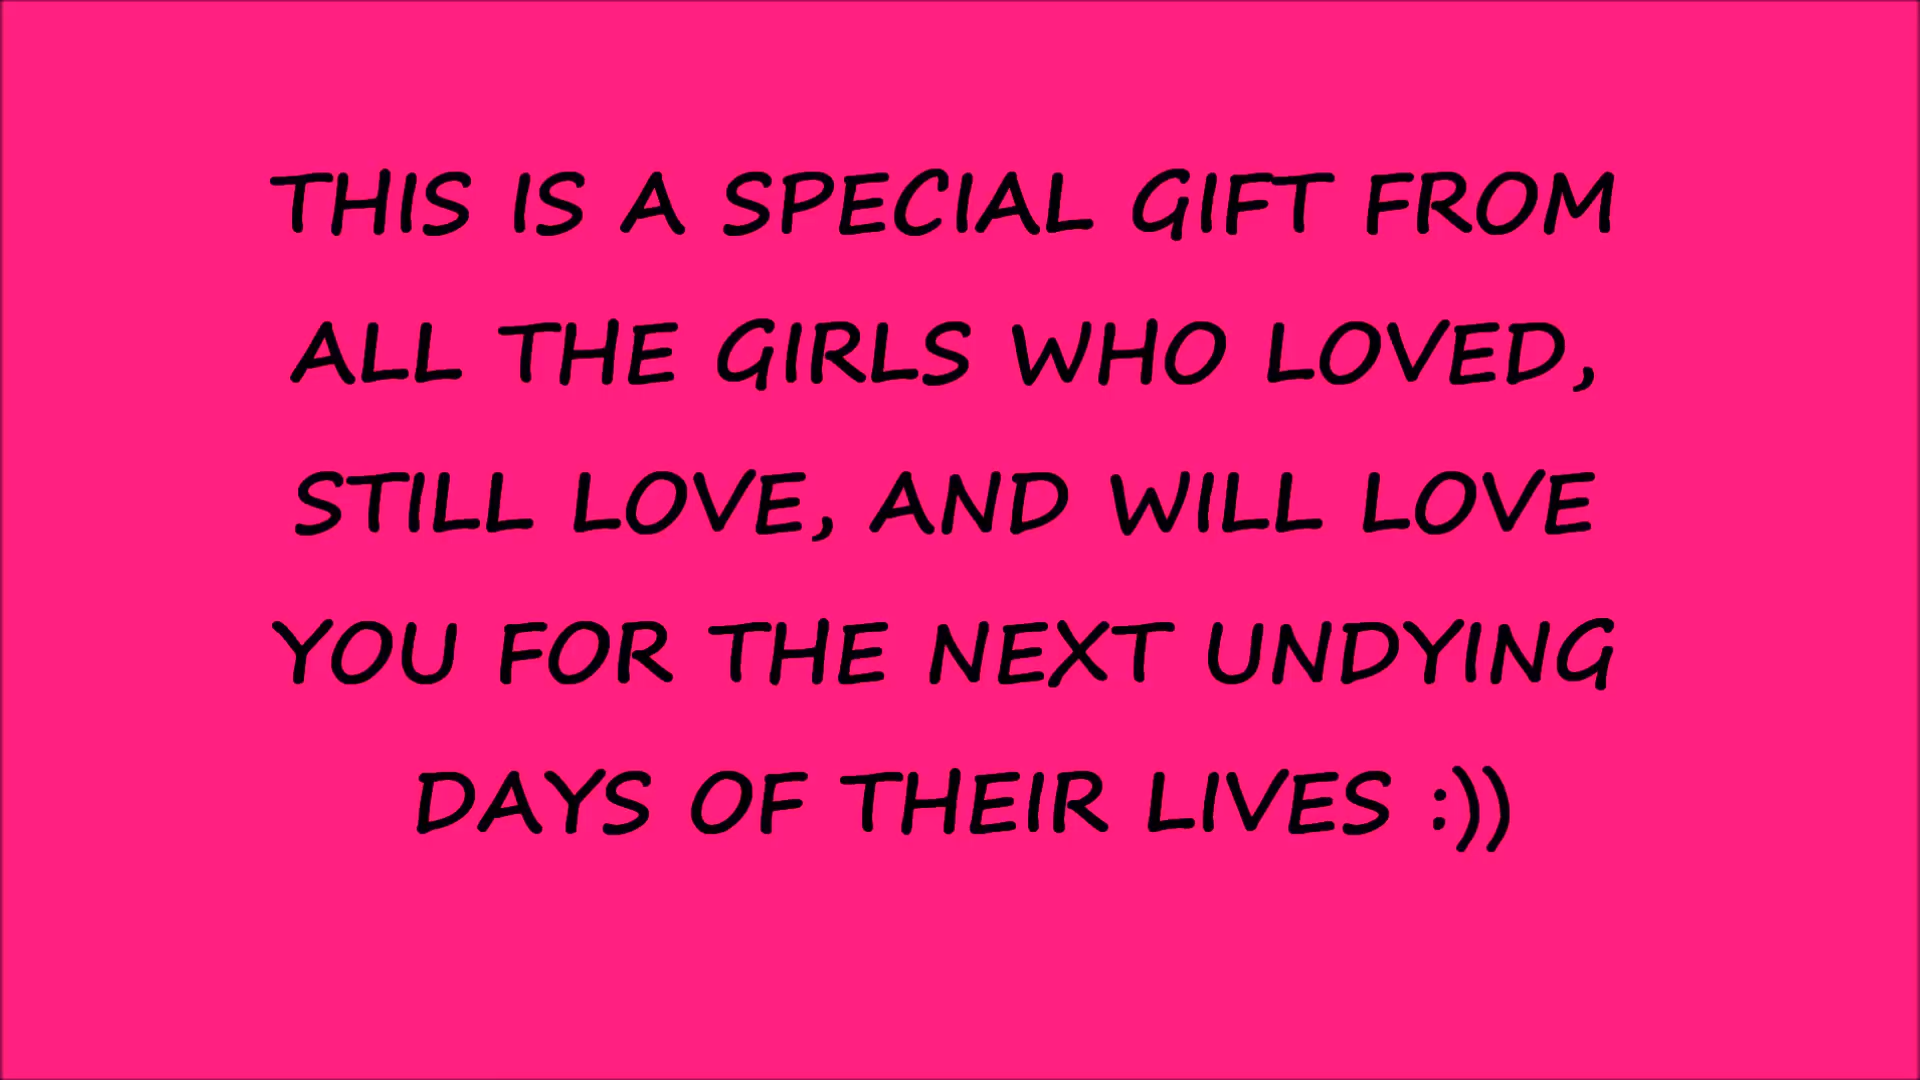 THIS IS A SPECIAL GIFT FROM
ALL THE GIRLS WHO LOVED,
STILL LOVE, AND WILL LOVE
YOU FOR THE NEXT UNDYING
DAYS OF THEIR LIVES :))